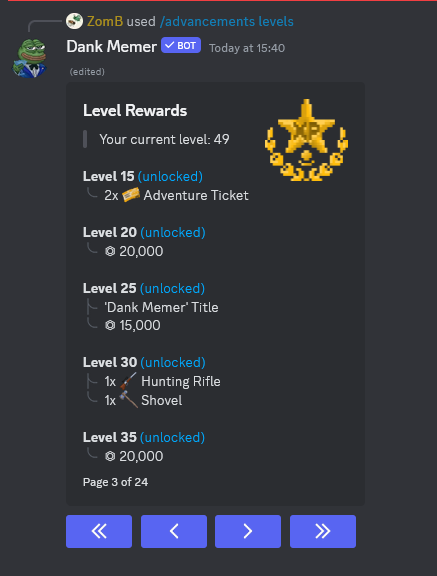 ZomB used /advancements levels
Dank Memer BOT Today at 15:40
(edited)
Level Rewards
Your current level: 49
XP
Level 15 (unlocked)
2x Adventure Ticket
Level 20 (unlocked)
20,000
Level 25 (unlocked)
'Dank Memer' Title
15,000
Level 30 (unlocked)
1x Hunting Rifle
1x Shovel
Level 35 (unlocked)
20,000
Page 3 of 24